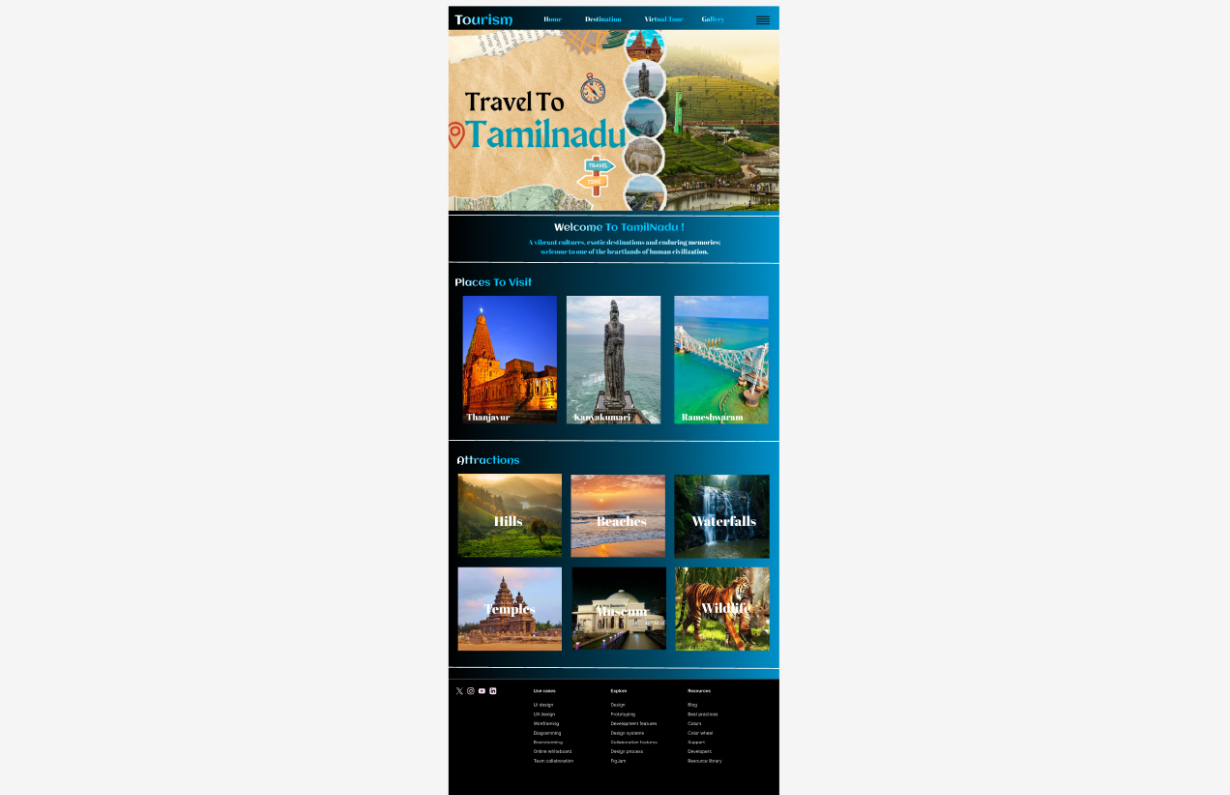 Tourism
Home
Destination
Virtual Tour
Gallery
Travel To
Tamilnadu
TRAVEL
TIME
Welcome To TamilNadu !
A vibrant cultures, exotic destinations and enduring memories;
welcome to one of the heartlands of human civilization.
Places To Visit
Thanjavur
Kanyakumari
Rameshwaram
Attractions
Hills
Beaches
Waterfalls
Temples
Museum
Wildlife
Use cases
UI design
UX design
Wireframing
Diagramming
Brainstorming
Online whiteboard
Team collaboration
Explore
Design
Prototyping
Development features
Design systems
Collaboration features
Design process
FigJam
Resources
Blog
Best practices
Colors
Color wheel
Support
Developers
Resource library